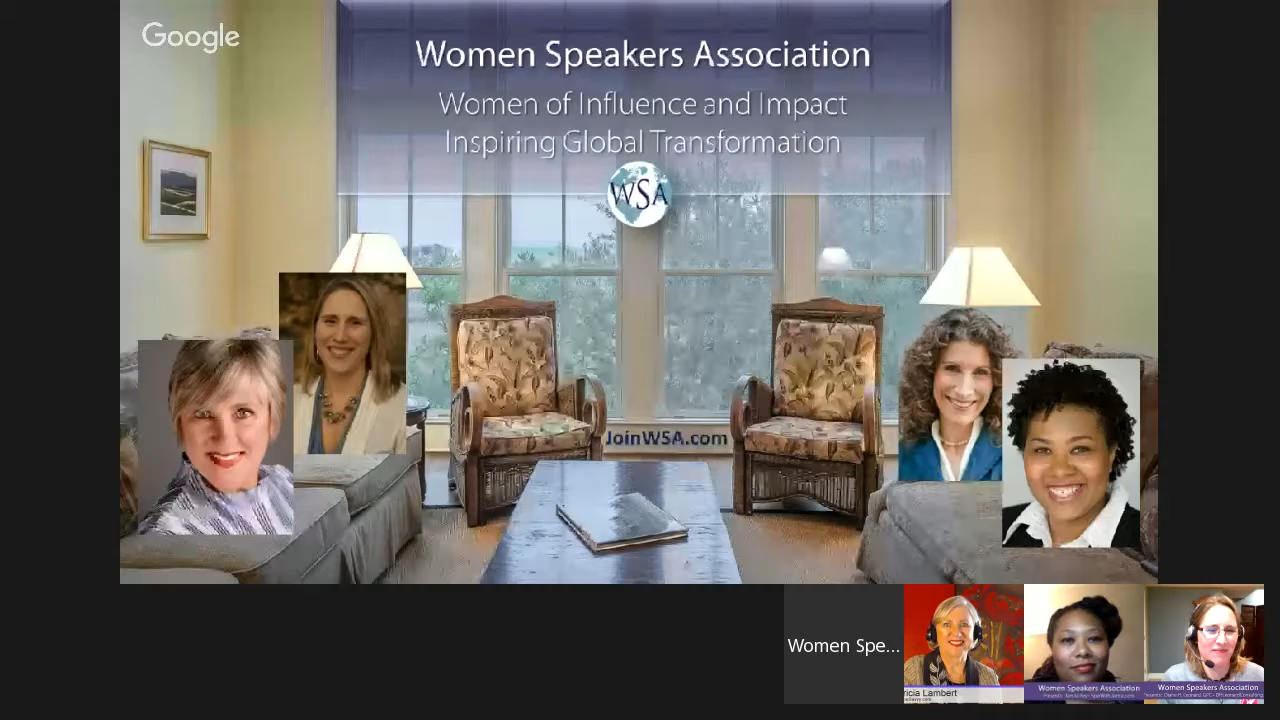 Google
Women Speakers Association
Women of Influence and Impact
Inspiring Global Transformation
WSA
JoinWSA.com
Women Spe...
ricia Lambert
Women Speakers Association
Women Speakers Association